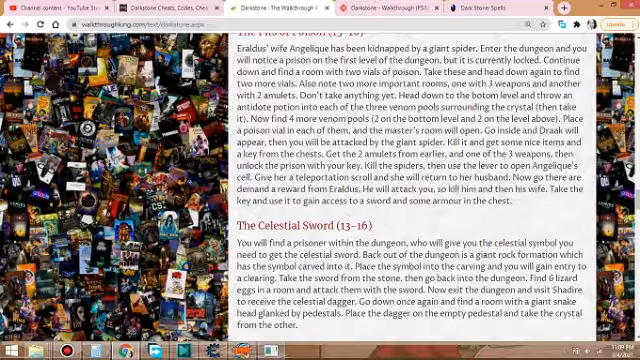 Channel content - YouTube S
Darkstone Cheats, Codes, Chec
Darkstone - The Walkthrough K
Darkstone - Walkthrough (PS)
Dark Stone Spells
walkthroughking.com/text/darkstone.aspx
Update
The Pits of Poison (13-16)
Eraldus' wife Angelique has been kidnapped by a giant spider. Enter the dungeon and you
will notice a prison on the first level of the dungeon, but it is currently locked. Continue
down and find a room with two vials of poison. Take these and head down again to find
two more vials. Also note two more important rooms, one with 3 weapons and another
with 2 amulets. Don't take anything yet. Head down to the bottom level and throw an
antidote potion into each of the three venom pools surrounding the crystal (then take
it). Now find 4 more venom pools (2 on the bottom level and 2 on the level above). Place
a poison vial in each of them, and the master's room will open. Go inside and Draak will
appear, then you will be attacked by the giant spider. Kill it and get some nice items and
a key from the chests. Get the 2 amulets from earlier, and one of the 3 weapons, then
unlock the prison with your key. Kill the spiders, then use the lever to open Angelique's
cell. Give her a teleportation scroll and she will return to her husband. Now go there are
demand a reward from Eraldus, He will attack you, so kill him and then his wife. Take the
key and use it to gain access to a sword and some armour in the chest.
The Celestial Sword (13-16)
You will find a prisoner within the dungeon, who will give you the celestial symbol you
need to get the celestial sword. Back out of the dungeon is a giant rock formation which
has the symbol carved into it. Place the symbol into the carving and you will gain entry to
a clearing. Take the sword from the stone, then go back into the dungeon. Find 6 lizard
eggs in a room and attack them with the sword. Now exit the dungeon and visit Shadire
to receive the celestial dagger. Go down once again and find a room with a giant snake
head glanked by pedestals. Place the dagger on the empty pedestal and take the crystal
from the other.
11:09 PM